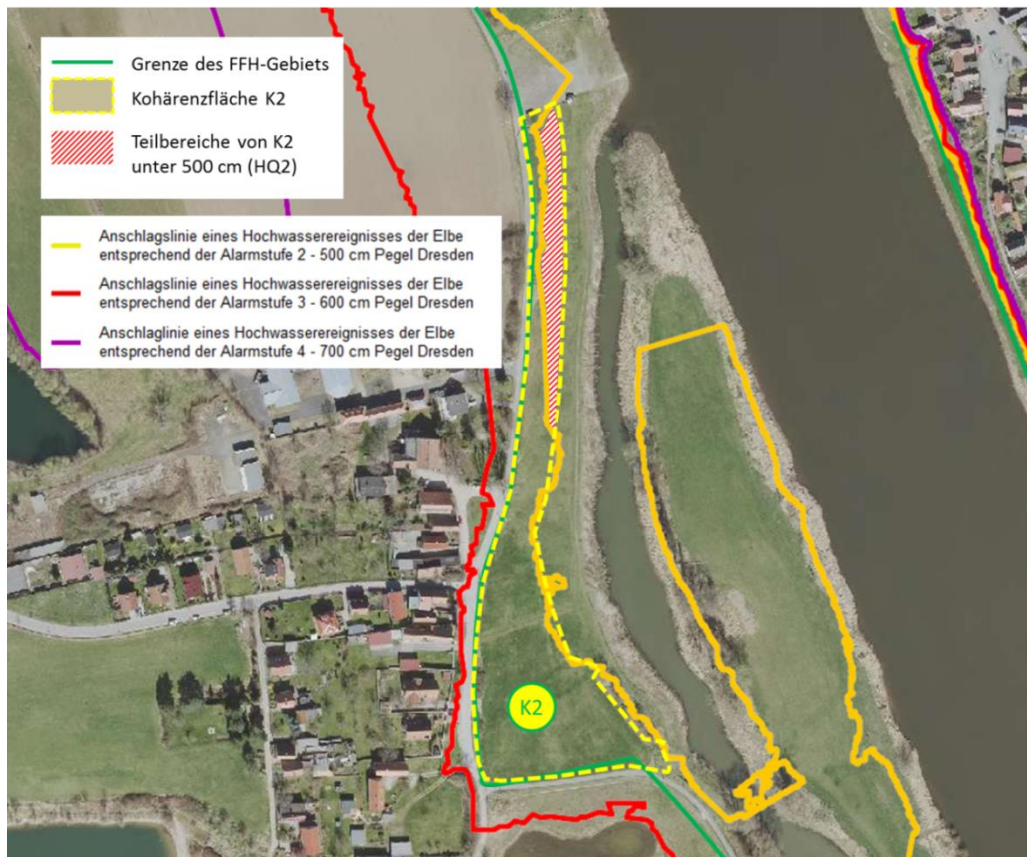 Grenze des FFH-Gebiets
Kohärenzfläche K2
Teilbereiche von K2
unter 500 cm (HQ2)
Anschlagslinie eines Hochwasserereignisses der Elbe
entsprechend der Alarmstufe 2 - 500 cm Pegel Dresden
Anschlagslinie eines Hochwasserereignisses der Elbe
entsprechend der Alarmstufe 3 - 600 cm Pegel Dresden
Anschlaglinie eines Hochwasserereignisses der Elbe
entsprechend der Alarmstufe 4 - 700 cm Pegel Dresden
K2